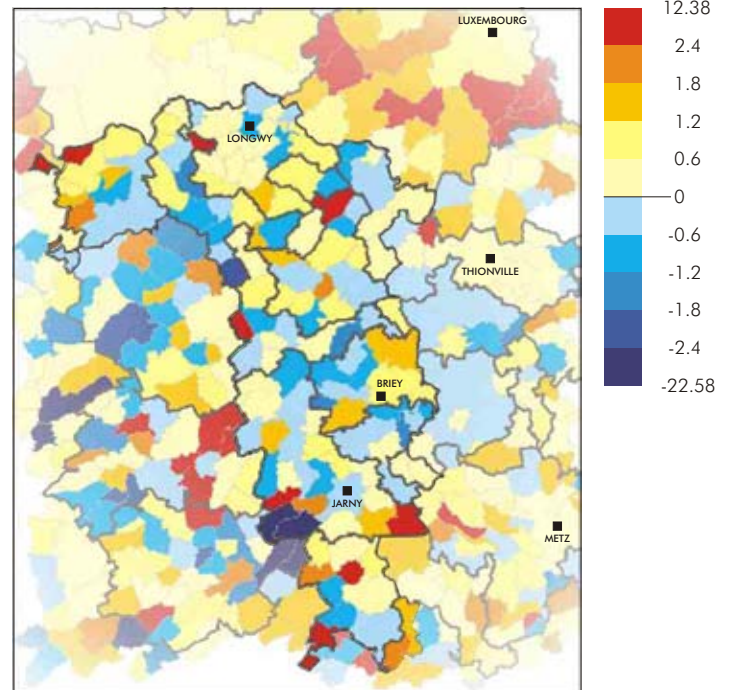 12.38
LUXEMBOURG
2.4
1.8
1.2
LONGWY
0.6
0
-0.6
THIONVILLE
-1.2
-1.8
-2.4
BRIEY
-22.58
JARNY
METZ